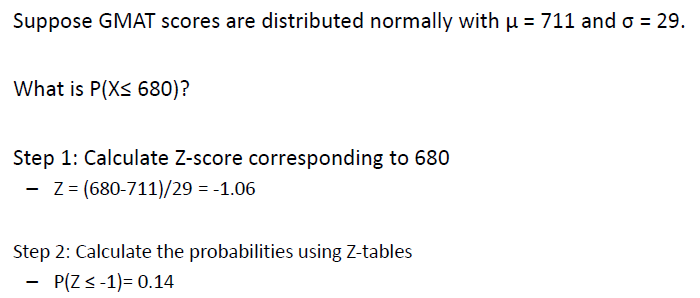 Suppose GMAT scores are distributed normally with µ = 711 and σ = 29.
What is P(X≤ 680)?
Step 1: Calculate Z-score corresponding to 680
– Z = (680-711)/29 = -1.06
Step 2: Calculate the probabilities using Z-tables
– P(Z ≤ -1)= 0.14